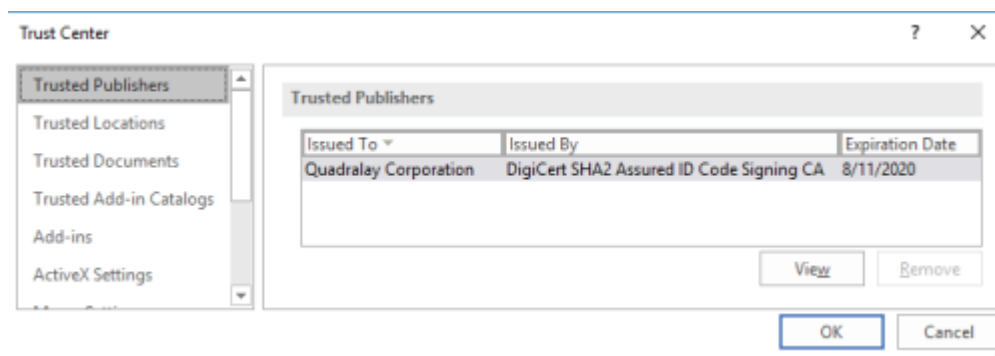 Trust Center
?
Trusted Publishers
Trusted Locations
Trusted Documents
Trusted Add-in Catalogs
Add-ins
ActiveX Settings
Trusted Publishers
Issued To Issued By Expiration Date
Quadralay Corporation DigiCert SHA2 Assured ID Code Signing CA 8/11/2020
View Remove
OK Cancel